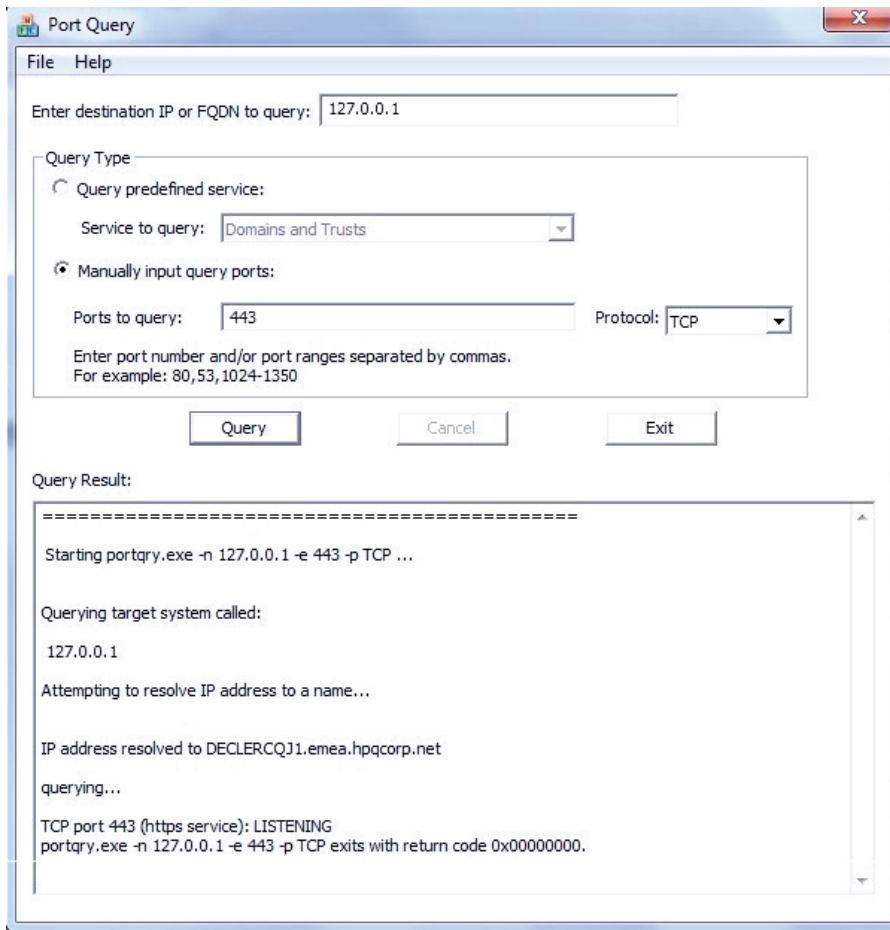 Port Query
File Help
Enter destination IP or FQDN to query: 127.0.0.1
Query Type
Query predefined service:
Service to query: Domains and Trusts
Manually input query ports:
Ports to query: 443 Protocol: TCP
Enter port number and/or port ranges separated by commas.
For example: 80,53,1024-1350
Query Cancel Exit
Query Result:
=============================================
Starting portqry.exe -n 127.0.0.1 -e 443 -p TCP ...
Querying target system called:
127.0.0.1
Attempting to resolve IP address to a name...
IP address resolved to DECLERCQJ1.emea.hpqcorp.net
querying...
TCP port 443 (https service): LISTENING
portqry.exe -n 127.0.0.1 -e 443 -p TCP exits with return code 0x00000000.